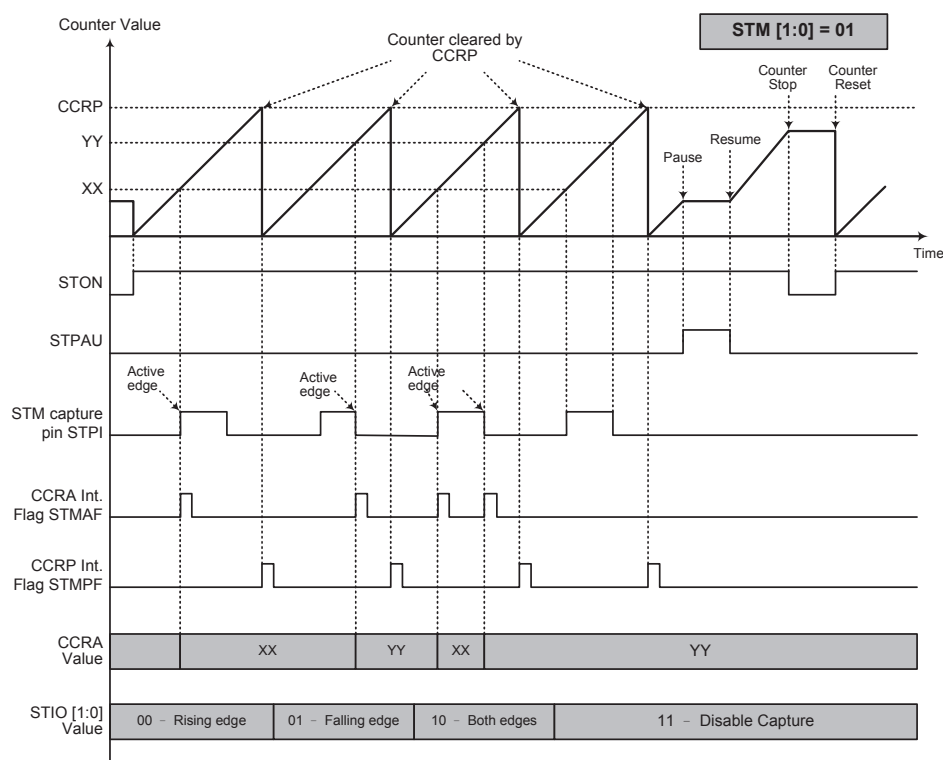 Counter Value
STM [1:0] = 01
Counter cleared by
CCRP
Counter
Stop
Counter
Reset
CCRP
YY
XX
Pause
Resume
Time
STON
STPAU
Active
edge
Active
edge
Active
edge
STM capture
pin STPI
CCRA Int.
Flag STMAF
CCRP Int.
Flag STMPF
CCRA
Value
XX
YY
XX
YY
STIO [1:0]
Value
00 – Rising edge
01 – Falling edge
10 – Both edges
11 – Disable Capture